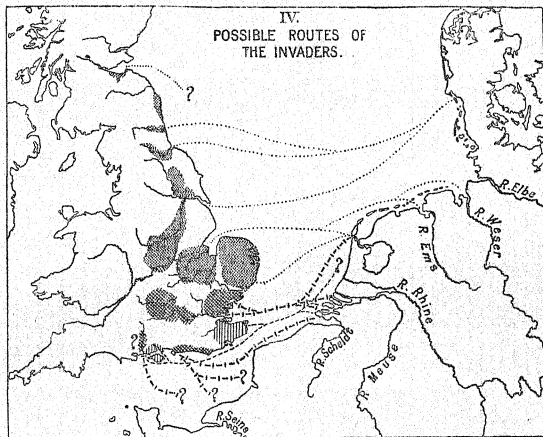 IV.
POSSIBLE ROUTES OF
THE INVADERS.
?
R. Elbe
R. Weser
R. Ems
?
R. Rhine
?
R. Scheldt
R. Meuse
?
?
?
R. Seine